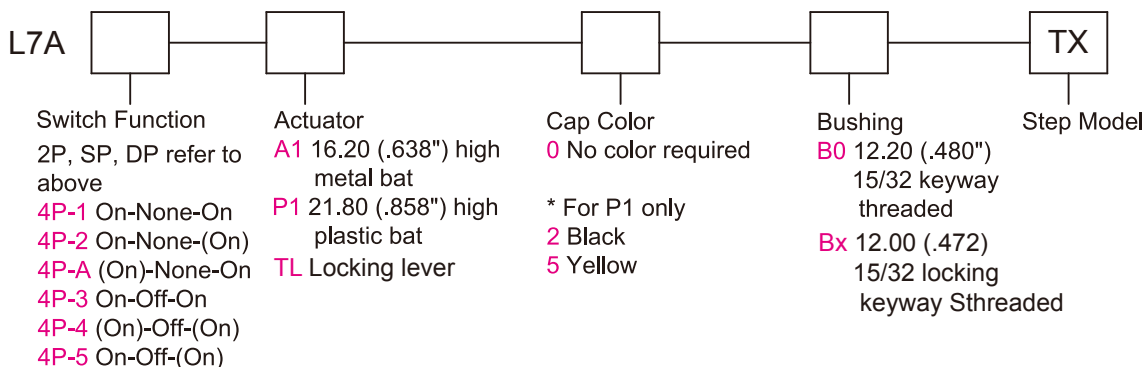 L7A
TX
Switch Function
2P, SP, DP refer to
above
4P-1 On-None-On
4P-2 On-None-(On)
4P-A (On)-None-On
4P-3 On-Off-On
4P-4 (On)-Off-(On)
4P-5 On-Off-(On)
Actuator
A1 16.20 (.638") high
metal bat
P1 21.80 (.858") high
plastic bat
TL Locking lever
Cap Color
0 No color required
* For P1 only
2 Black
5 Yellow
Bushing
B0 12.20 (.480")
15/32 keyway
threaded
Bx 12.00 (.472)
15/32 locking
keyway Sthreaded
Step Model